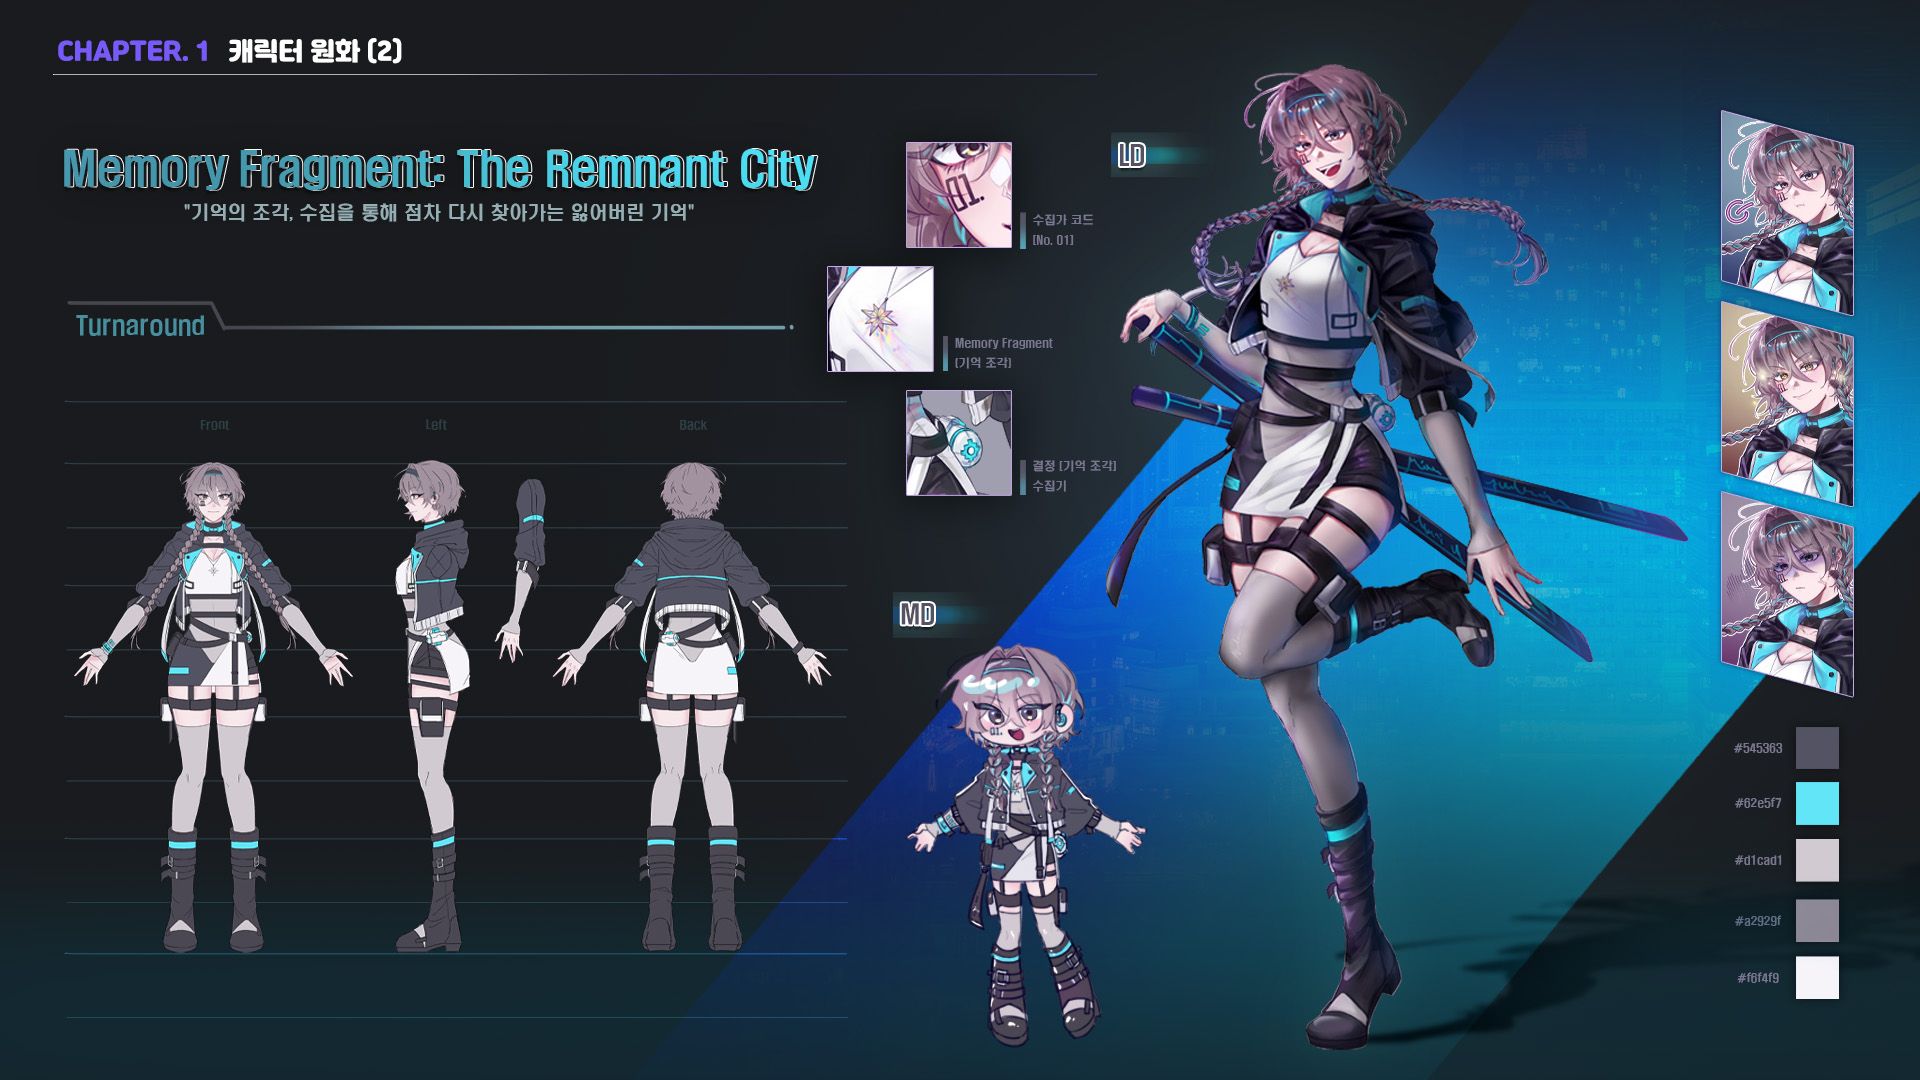 CHAPTER. 1 캐릭터 원화 (2)
Memory Fragment: The Remnant City
"기억의 조각, 수집을 통해 점차 다시 찾아가는 잃어버린 기억"
Turnaround
Front
Left
Back
01.
수집가 코드
[No. 01]
Memory Fragment
[기억 조각]
결정 [기억 조각]
수집기
LD
MD
01.
#545363
#62e5f7
#d1cad1
#a2929f
#f6f4f9